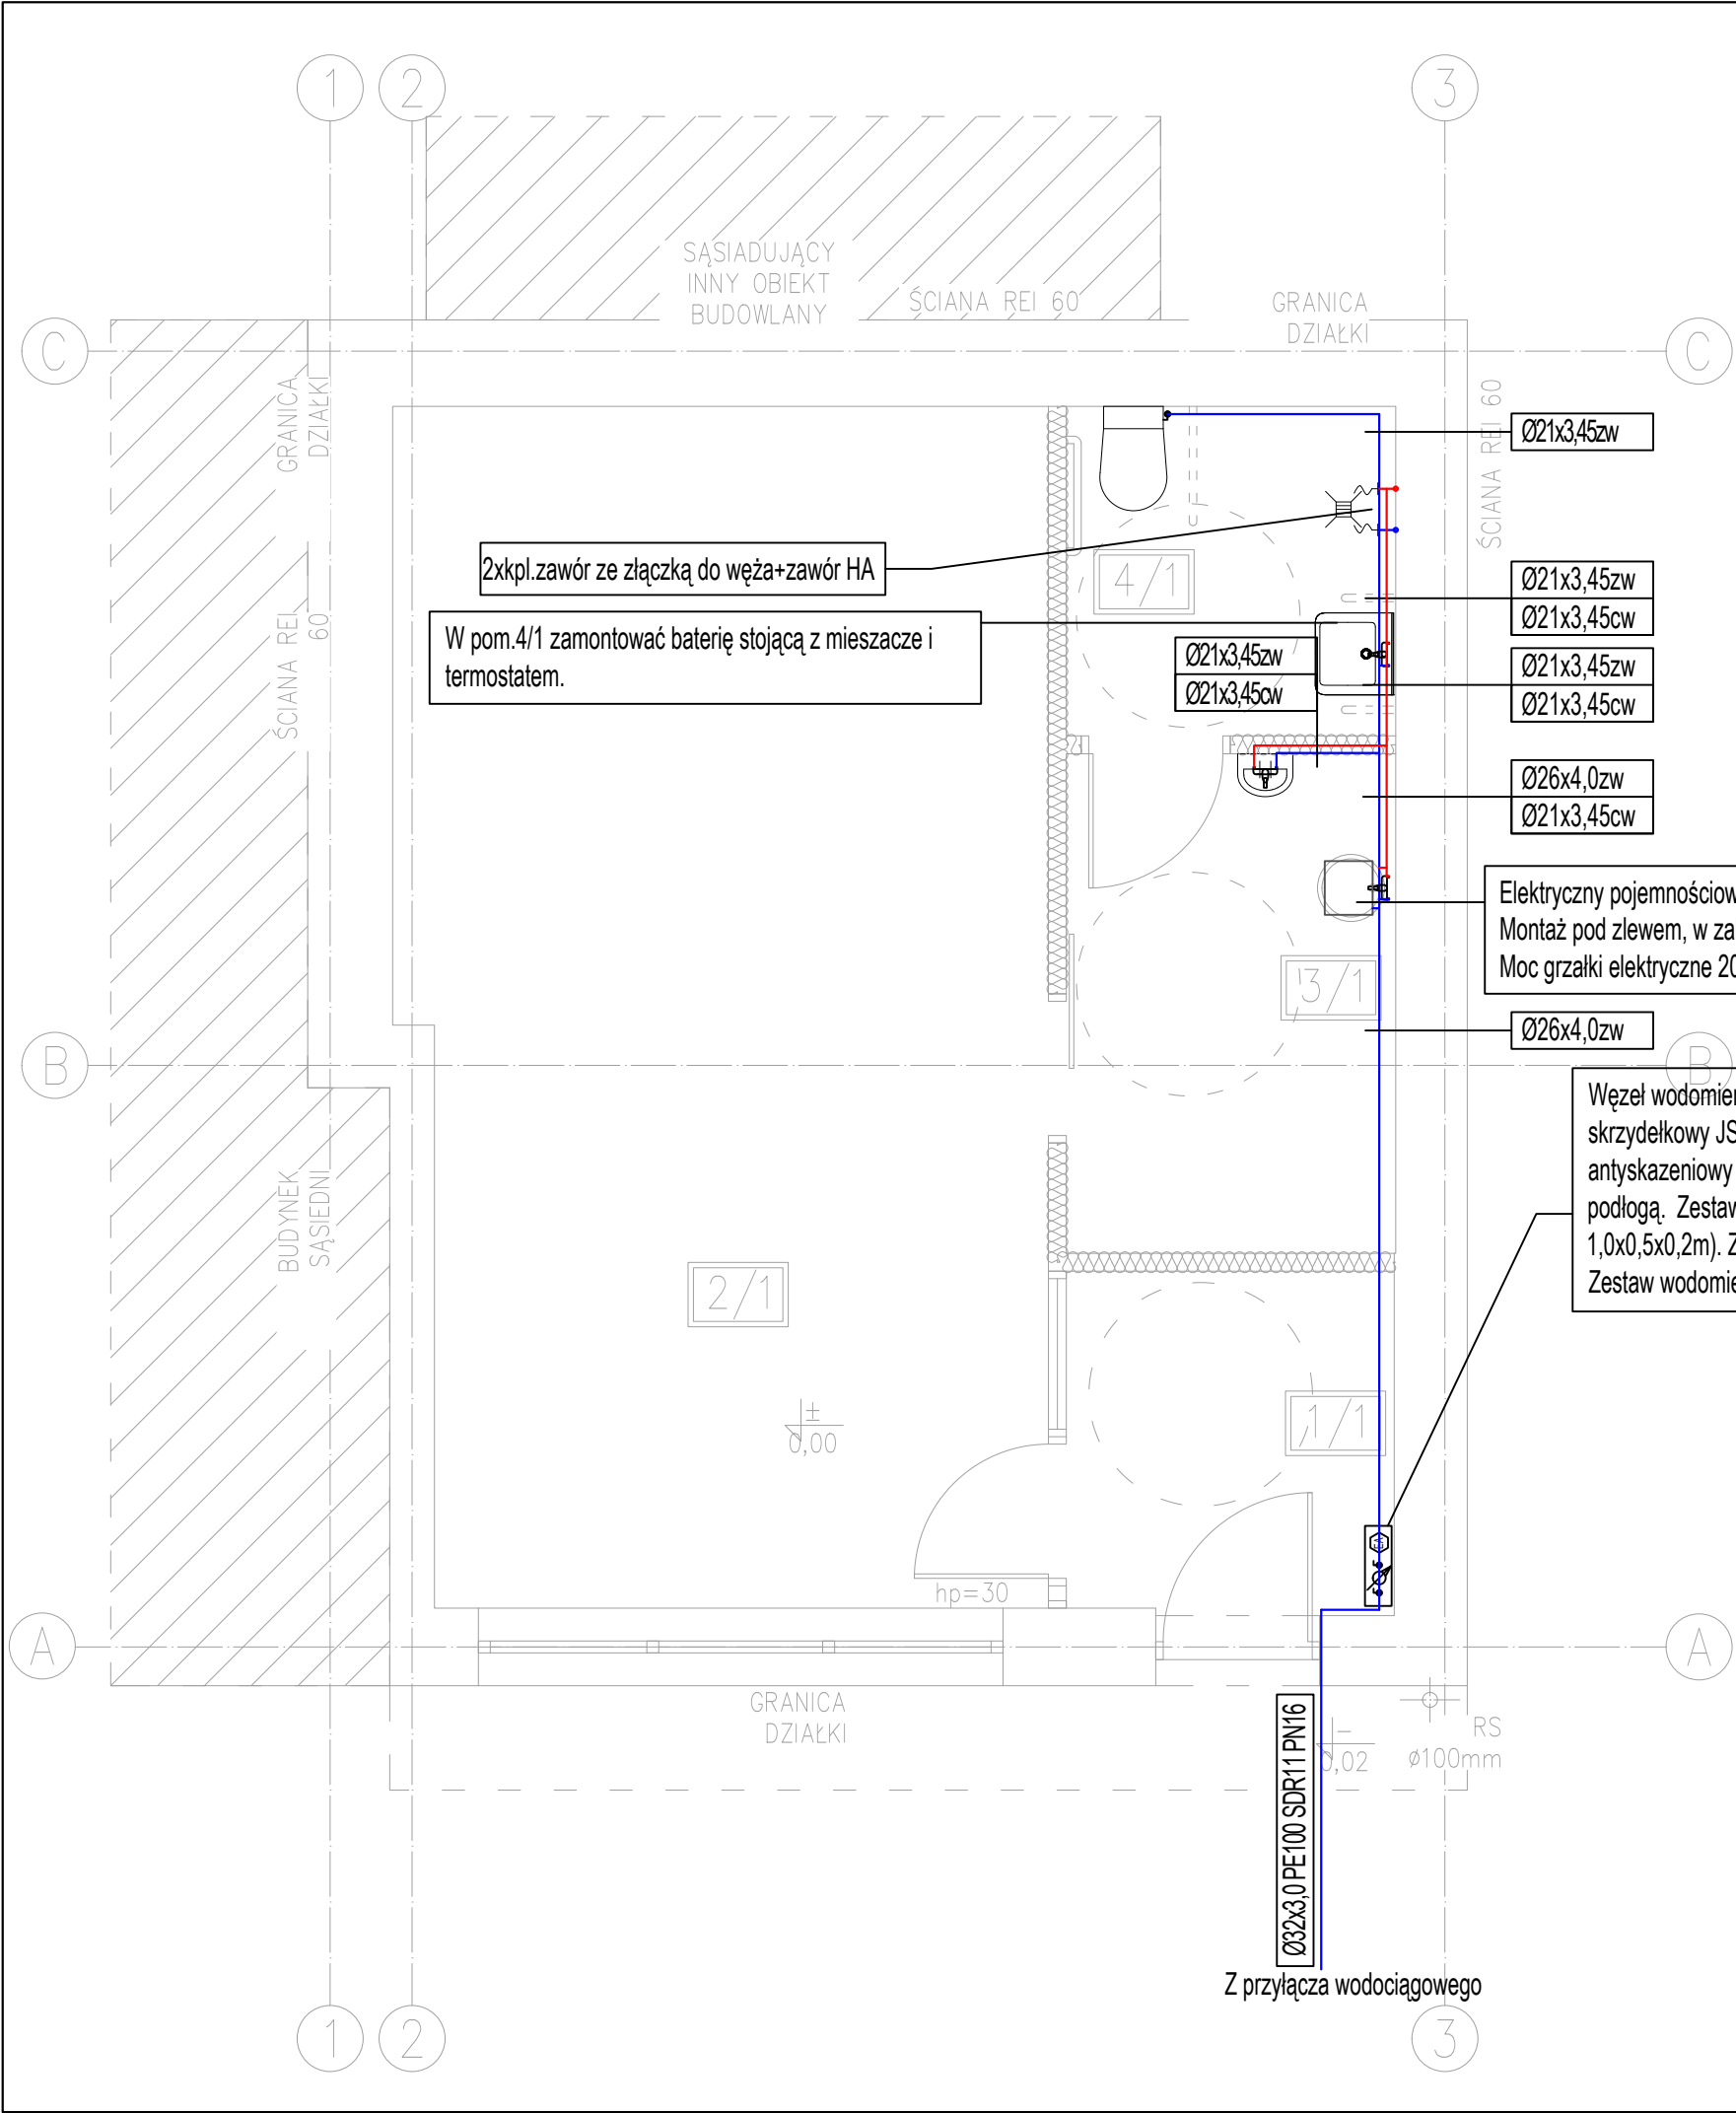 1
2
3
SĄSIADUJĄCY
INNY OBIEKT
BUDOWLANY
ŚCIANA REI 60
GRANICA
DZIAŁKI
C
C
GRANICA
DZIAŁKI
ŚCIANA REI 60
Ø21x3,45zw
2xkpl.zawór ze złączką do węża+zawór HA
4/1
Ø21x3,45zw
Ø21x3,45cw
ŚCIANA REI
60
W pom.4/1 zamontować baterię stojącą z mieszacze i
termostatem.
Ø21x3,45zw
Ø21x3,45cw
Ø21x3,45zw
Ø21x3,45cw
Ø26x4,0zw
Ø21x3,45cw
Elektryczny pojemnościow
Montaż pod zlewem, w za
Moc grzałki elektryczne 20
3/1
Ø26x4,0zw
B
B
Węzeł wodomier
skrzydełkowy JS
antyskazeniowy
podłogą. Zestaw
1,0x0,5x0,2m). Z
Zestaw wodomie
BUDYNEK
SĄSIEDNI
2/1
±
0,00
1/1
EA
hp=30
A
A
GRANICA
DZIAŁKI
Ø32x3,0 PE100 SDR11 PN16
-
0,02
RS
ø100mm
Z przyłącza wodociągowego
1
2
3